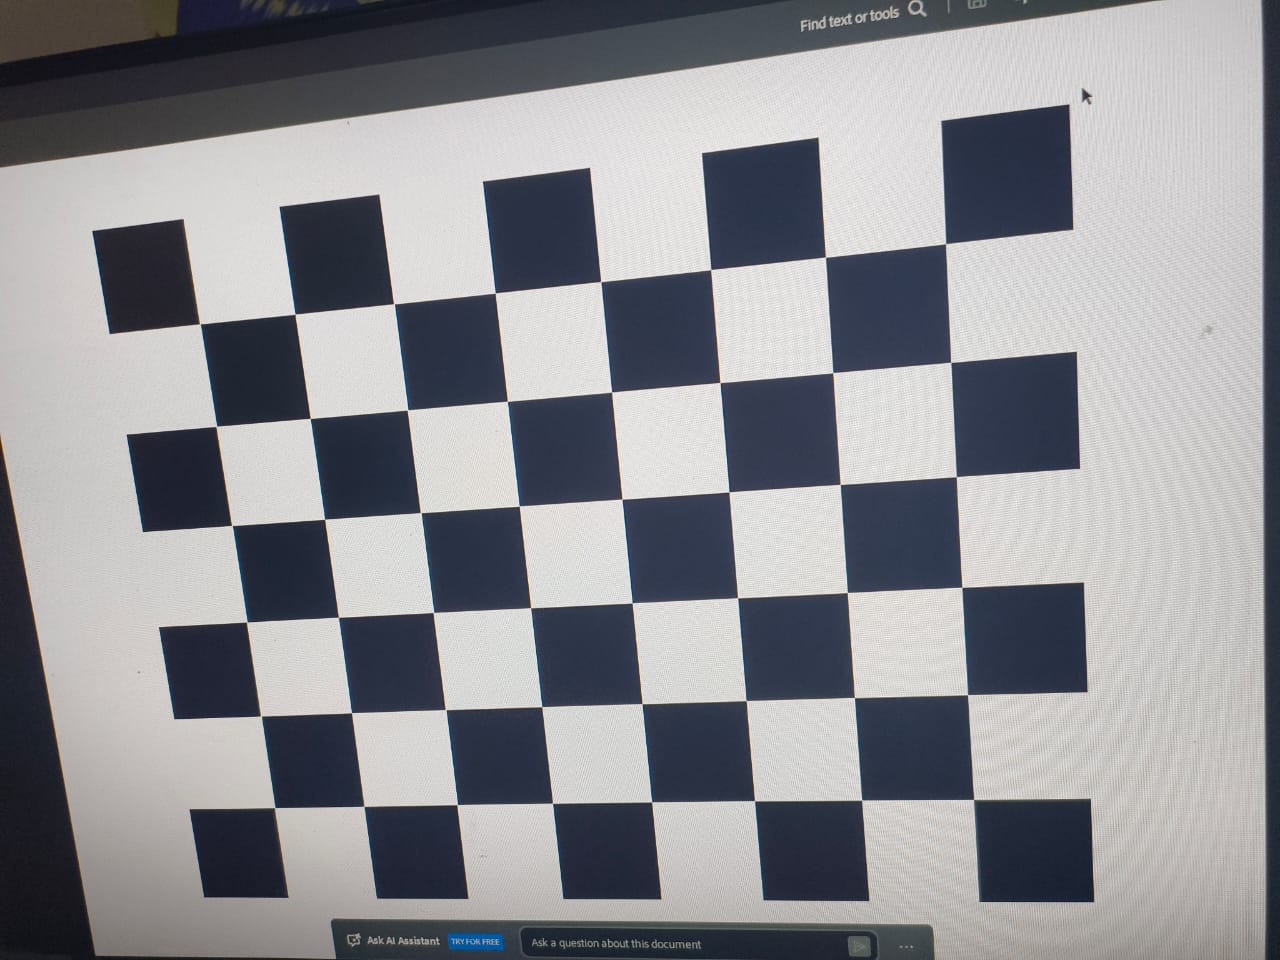 Find text or tools
Ask AI Assistant TRY FOR FREE Ask a question about this document